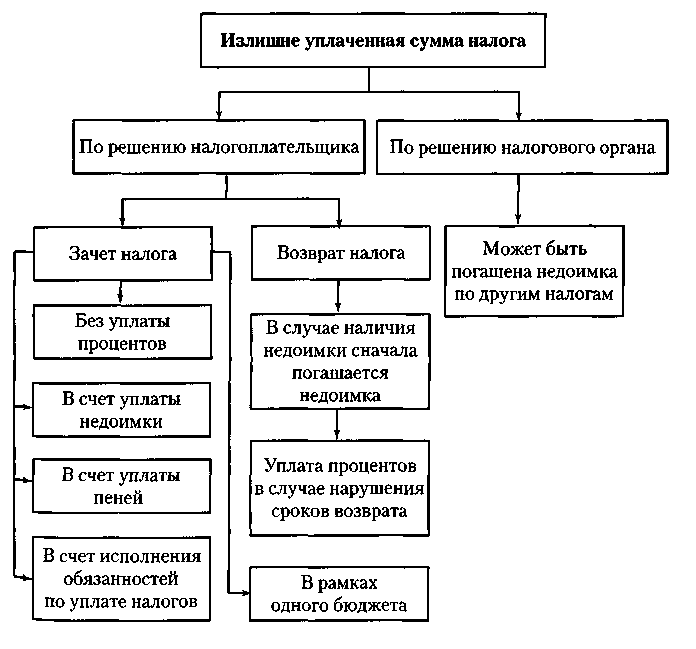 Излишне уплаченная сумма налога
По решению налогоплательщика
По решению налогового органа
Зачет налога
Возврат налога
Может быть
погашена недоимка
по другим налогам
Без уплаты
процентов
В случае наличия
недоимки сначала
погашается
недоимка
В счет уплаты
недоимки
В счет уплаты
пеней
Уплата процентов
в случае нарушения
сроков возврата
В счет исполнения
обязанностей
по уплате налогов
В рамках
одного бюджета